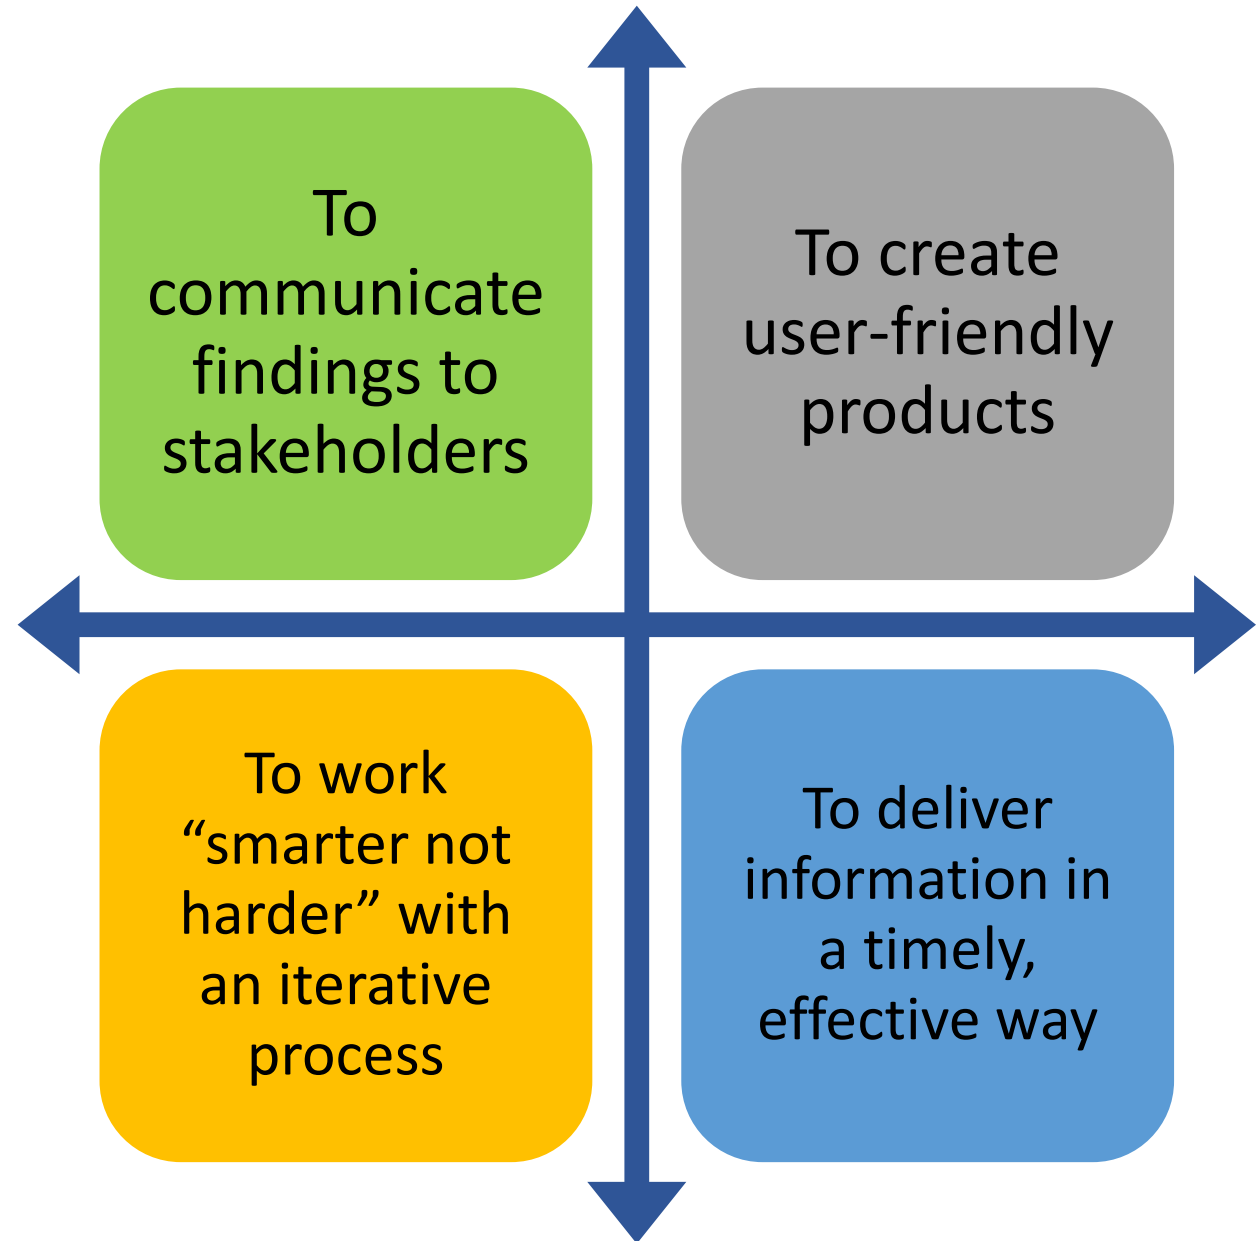 To
communicate
findings to
stakeholders
To create
user-friendly
products
To work
“smarter not
harder” with
an iterative
process
To deliver
information in
a timely,
effective way